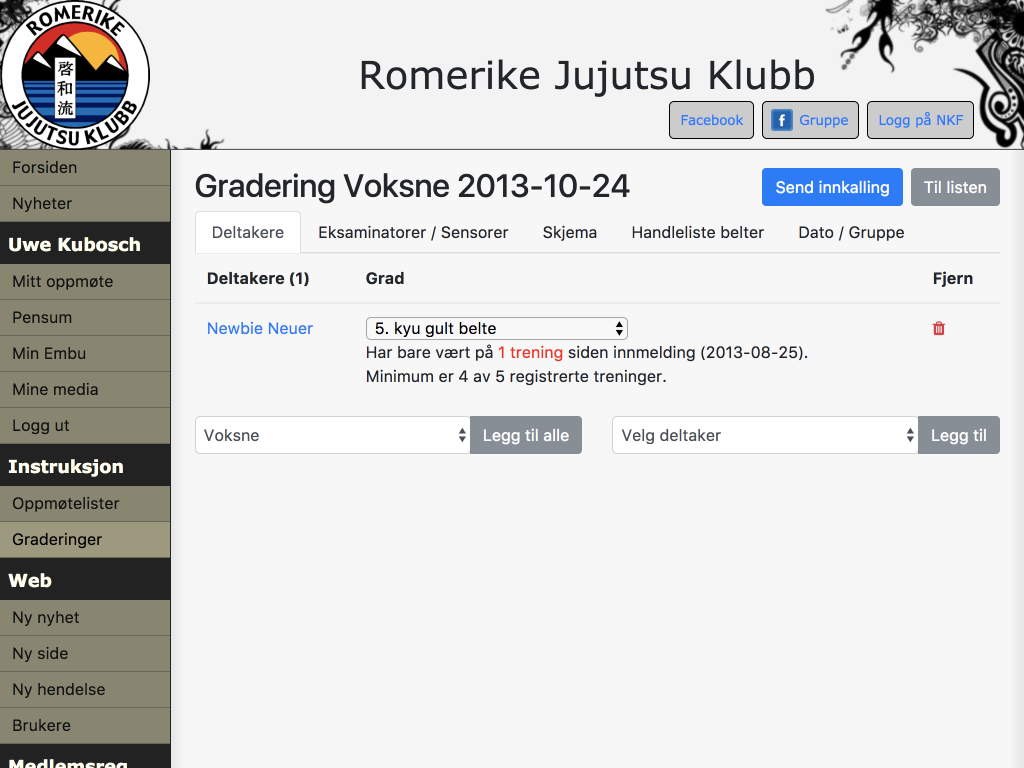 ROMERIKE
啓和流
JUJUTSU KLUBB
Romerike Jujutsu Klubb
Facebook
Gruppe
Logg på NKF
Forsiden
Nyheter
Uwe Kubosch
Mitt oppmøte
Pensum
Min Embu
Mine media
Logg ut
Instruksjon
Oppmøtelister
Graderinger
Web
Ny nyhet
Ny side
Ny hendelse
Brukere
Medlemsreg
Gradering Voksne 2013-10-24
Send innkalling
Til listen
Deltakere
Eksaminatorer / Sensorer
Skjema
Handleliste belter
Dato / Gruppe
Deltakere (1) Grad Fjern
Newbie Neuer 5. kyu gult belte
Har bare vært på 1 trening siden innmelding (2013-08-25).
Minimum er 4 av 5 registrerte treninger.
Voksne
Legg til alle
Velg deltaker
Legg til